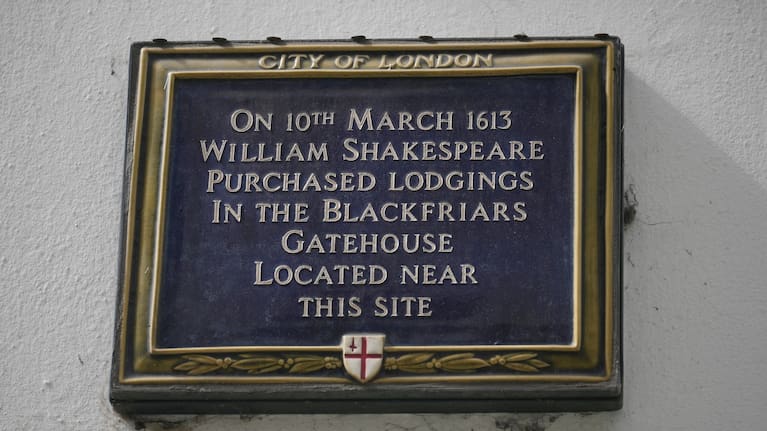 CITY OF LONDON
ON 10TH MARCH 1613
WILLIAM SHAKESPEARE
PURCHASED LODGINGS
IN THE BLACKFRIARS
GATEHOUSE
LOCATED NEAR
THIS SITE